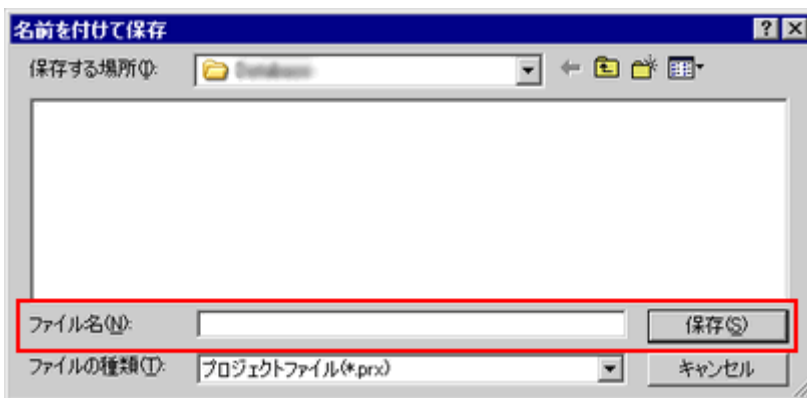 名前を付けて保存
保存する場所(I):
ファイル名(N): 保存(S)
ファイルの種類(T): プロジェクトファイル(*.prx) キャンセル